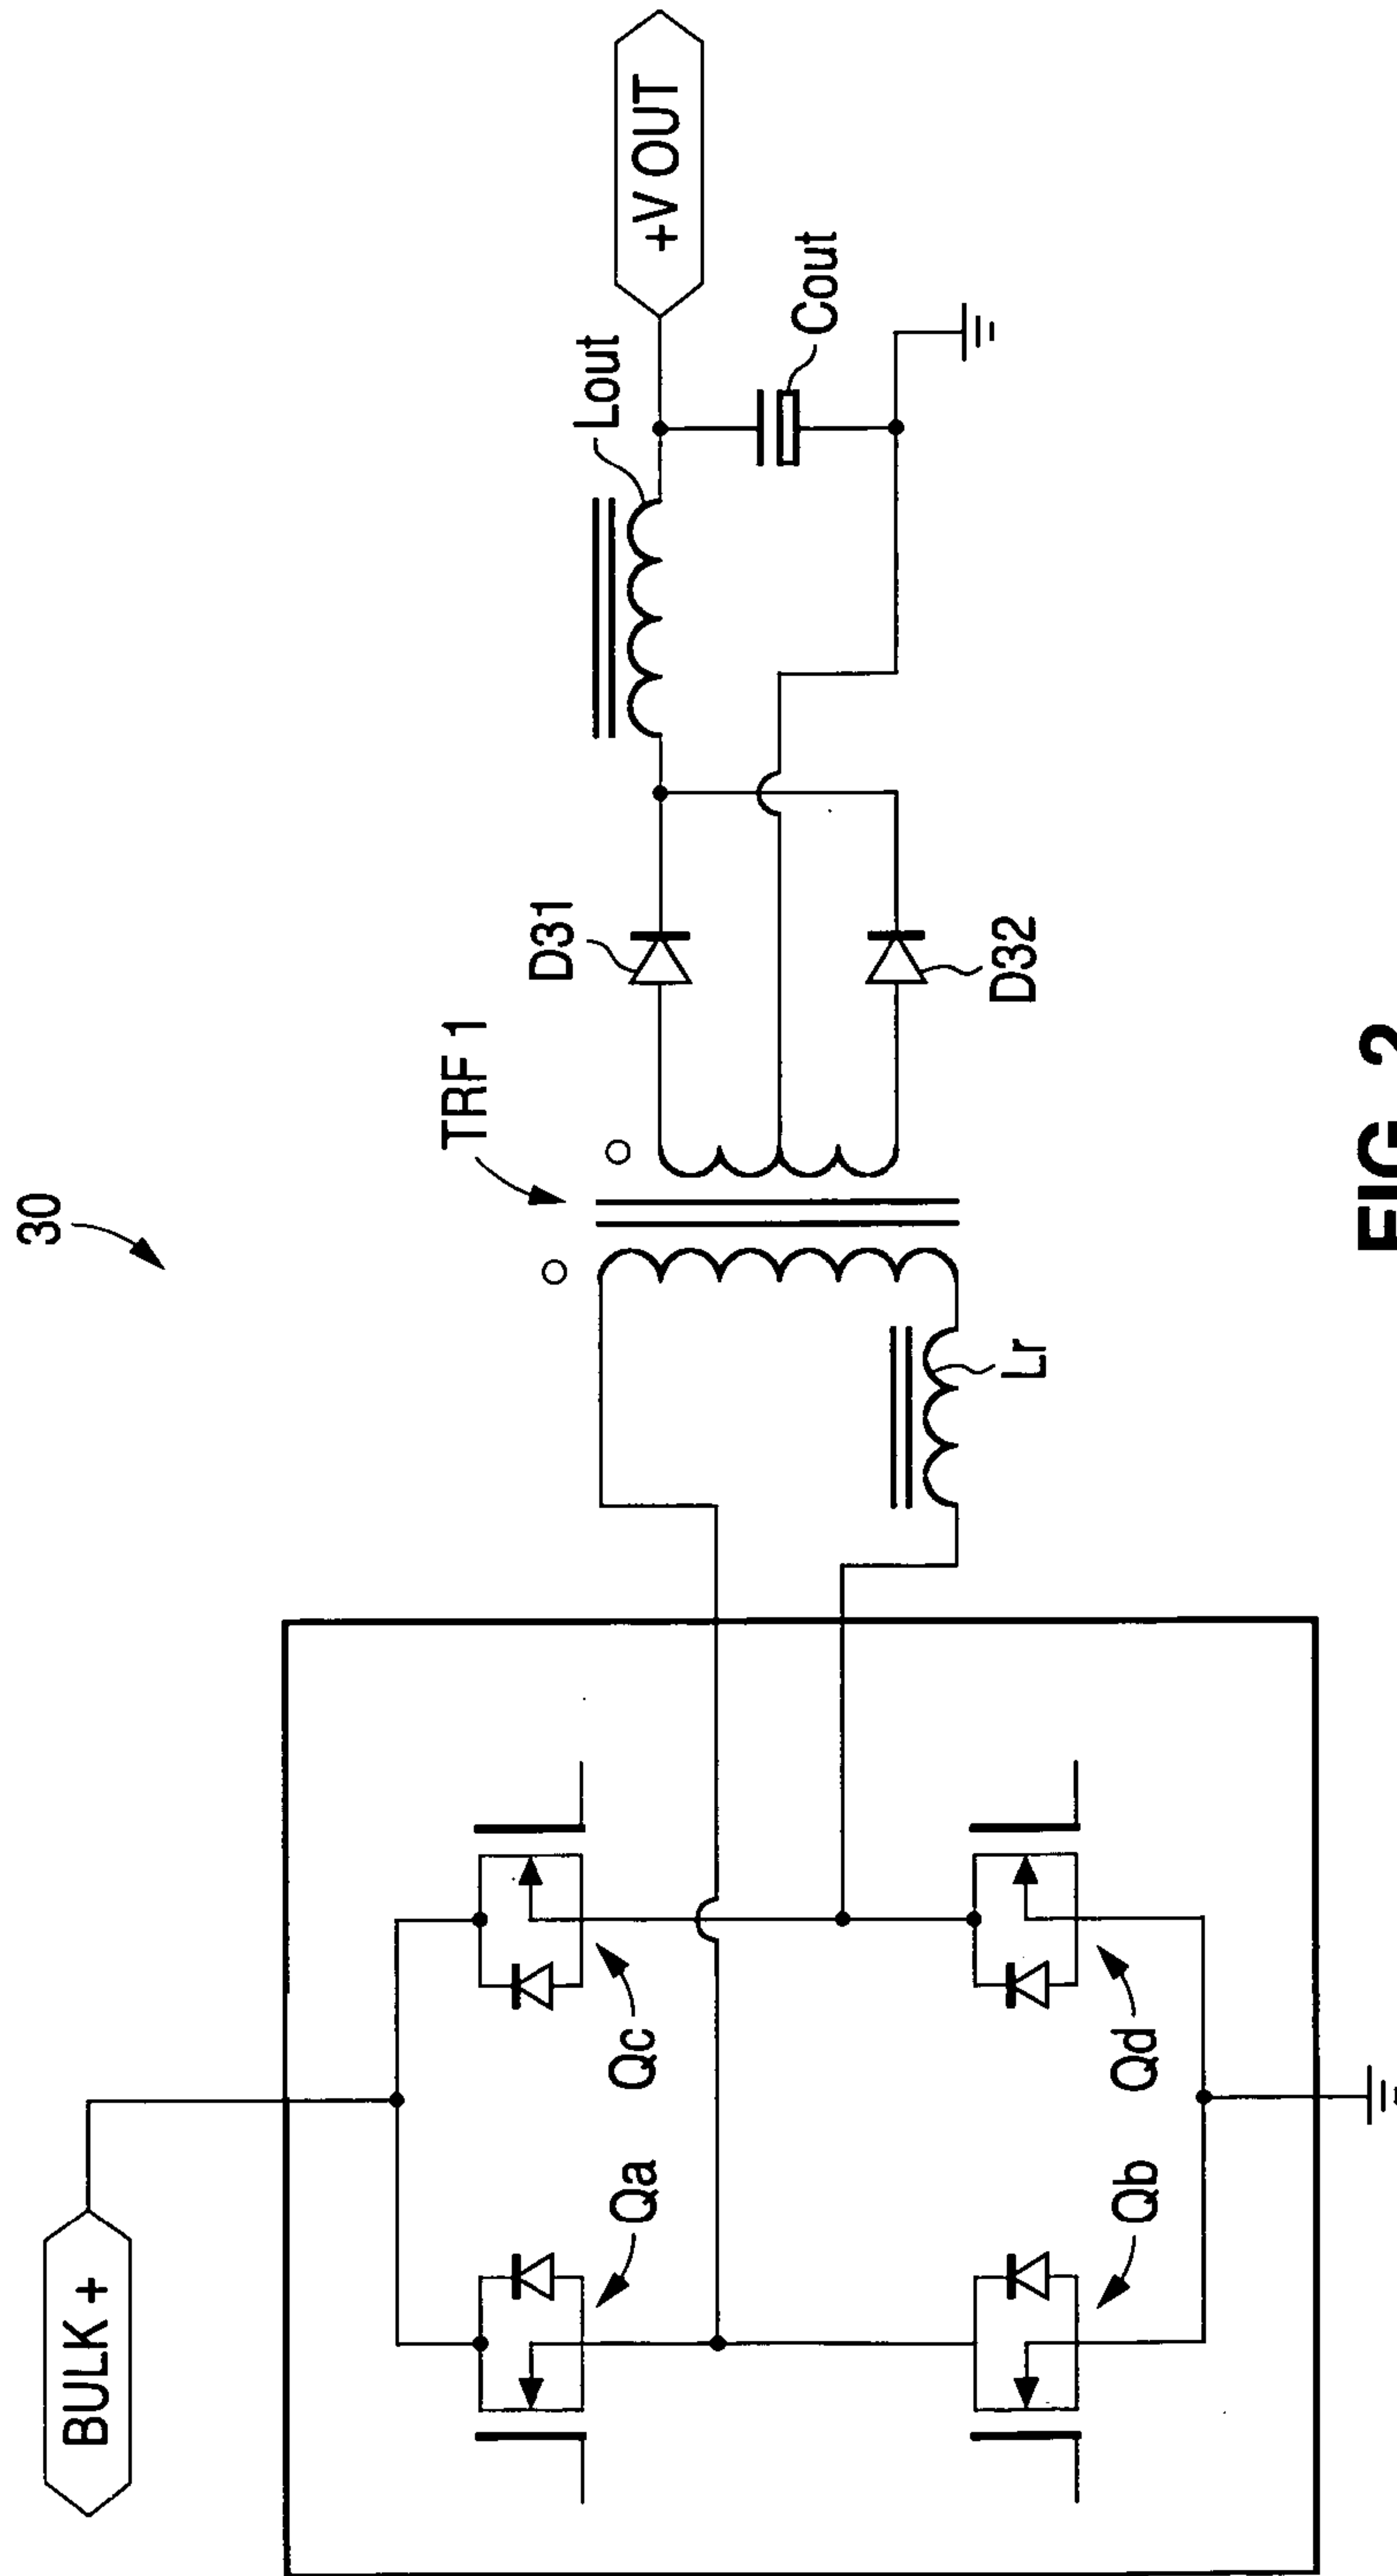 30
BULK +
Qa
Qc
Qb
Qd
TRF 1
Lr
D31
D32
Lout
Cout
+V OUT
FIG. 2